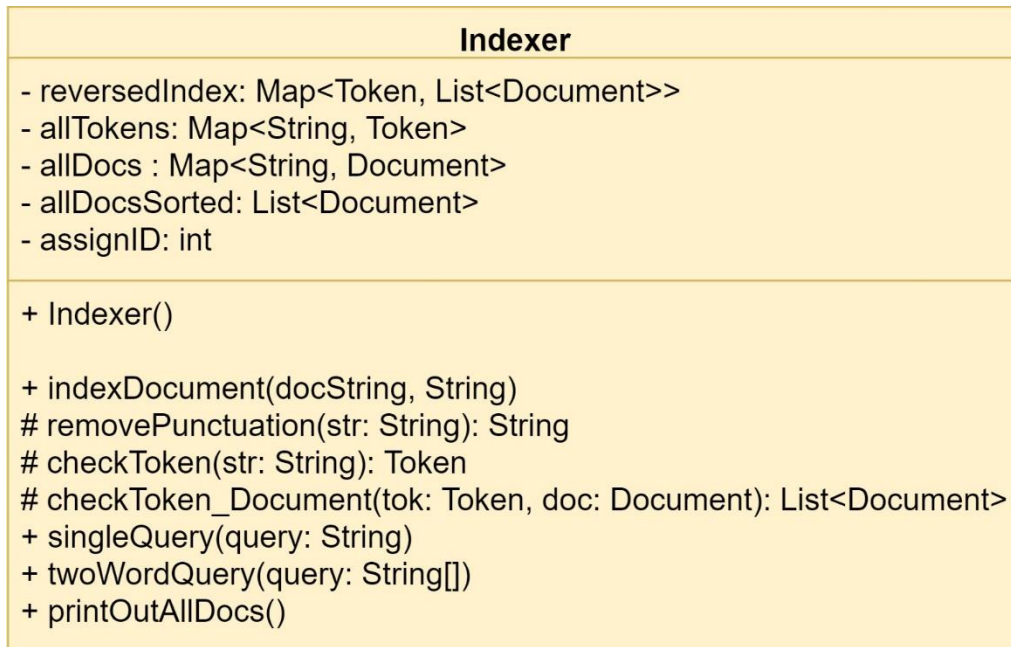 Indexer
- reversedIndex: Map<Token, List<Document>>
- allTokens: Map<String, Token>
- allDocs : Map<String, Document>
- allDocsSorted: List<Document>
- assignID: int
+ Indexer()
+ indexDocument(docString, String)
# removePunctuation(str: String): String
# checkToken(str: String): Token
# checkToken_Document(tok: Token, doc: Document): List<Document>
+ singleQuery(query: String)
+ twoWordQuery(query: String[])
+ printOutAllDocs()